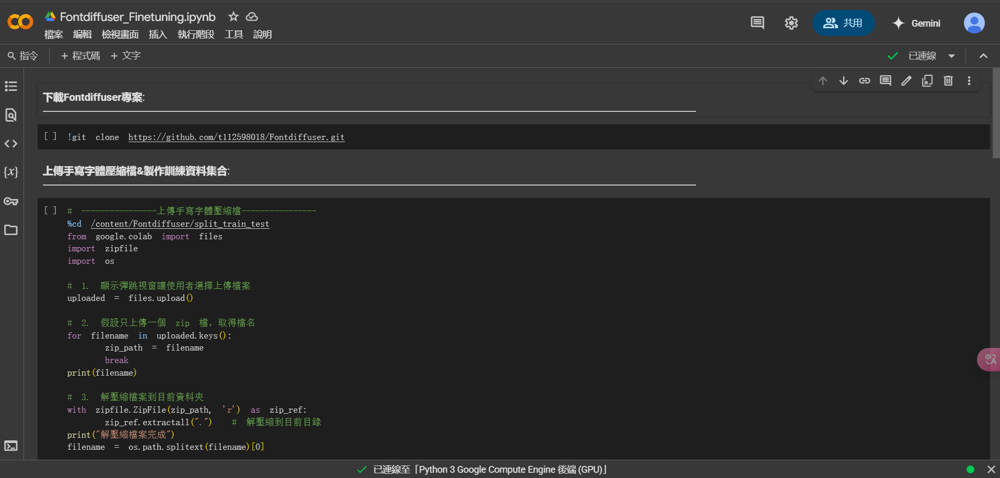 Fontdiffuser_Finetuning.ipynb
檔案 編輯 檢視畫面 插入 執行階段 工具 說明
共用
Gemini
指令
+ 程式碼 + 文字
已連線
下載Fontdiffuser專案:
[ ] !git clone https://github.com/t112598018/Fontdiffuser.git
上傳手寫字體壓縮檔&製作訓練資料集合:
[ ] # ----------------上傳手寫字體壓縮檔----------------
%cd /content/Fontdiffuser/split_train_test
from google.colab import files
import zipfile
import os
# 1. 顯示彈跳視窗讓使用者選擇上傳檔案
uploaded = files.upload()
# 2. 假設只上傳一個 zip 檔，取得檔名
for filename in uploaded.keys():
zip_path = filename
break
print(filename)
# 3. 解壓縮檔案到目前資料夾
with zipfile.ZipFile(zip_path, 'r') as zip_ref:
zip_ref.extractall(".") # 解壓縮到目前目錄
print("解壓縮檔案完成")
filename = os.path.splitext(filename)[0]
已連線至「Python 3 Google Compute Engine 後端 (GPU)」